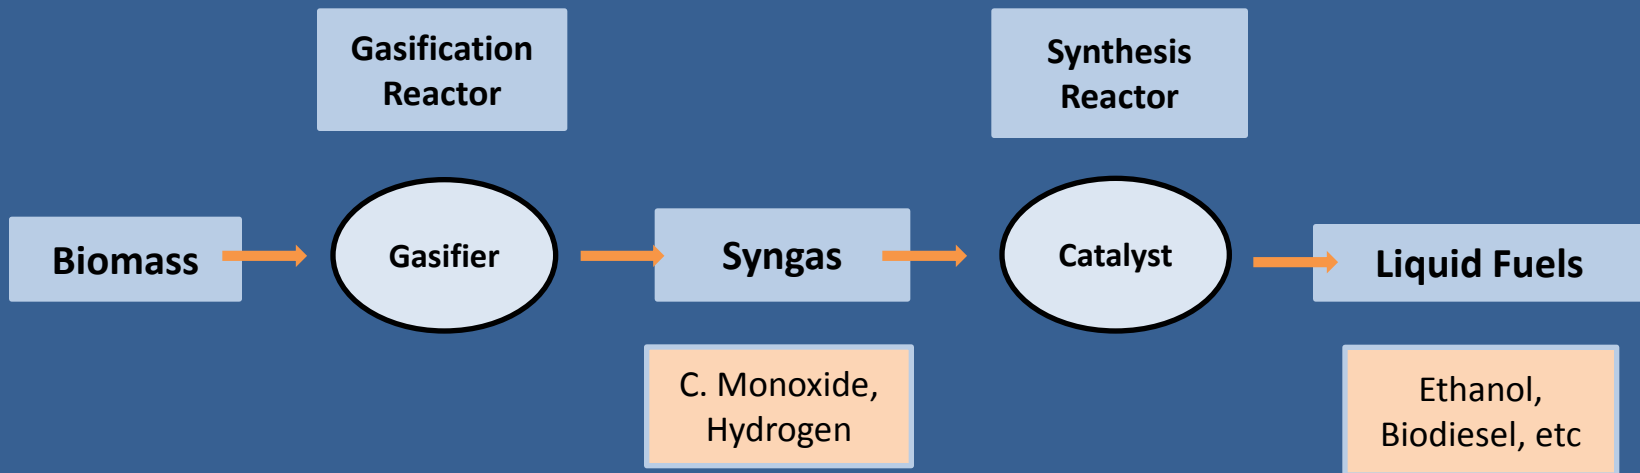 Gasification
Reactor
Synthesis
Reactor
Biomass
Gasifier
Syngas
Catalyst
Liquid Fuels
C. Monoxide,
Hydrogen
Ethanol,
Biodiesel, etc